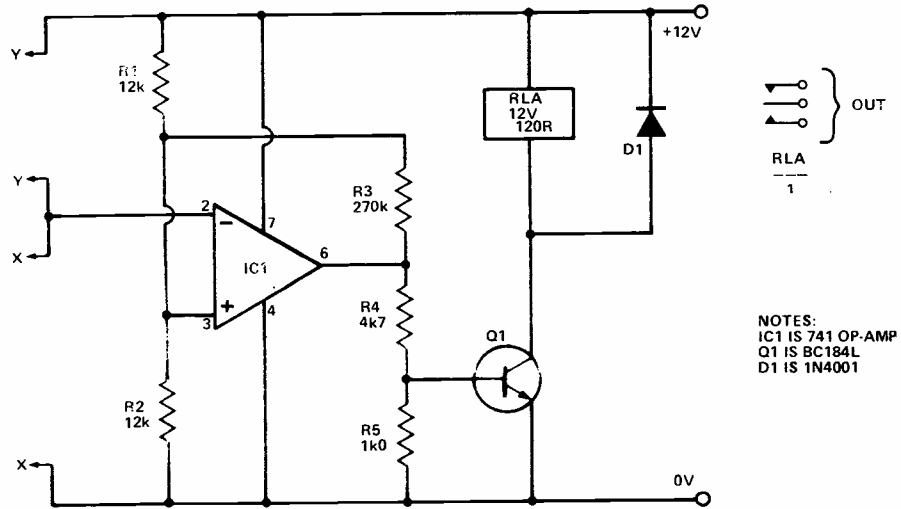 +12V
Y
R1
12k
RLA
12V
120R
D1
OUT
RLA
1
Y
X
2
7
R3
270k
IC1
6
3
4
R4
4k7
Q1
R2
12k
R5
1k0
X
0V
NOTES:
IC1 IS 741 OP-AMP
Q1 IS BC184L
D1 IS 1N4001